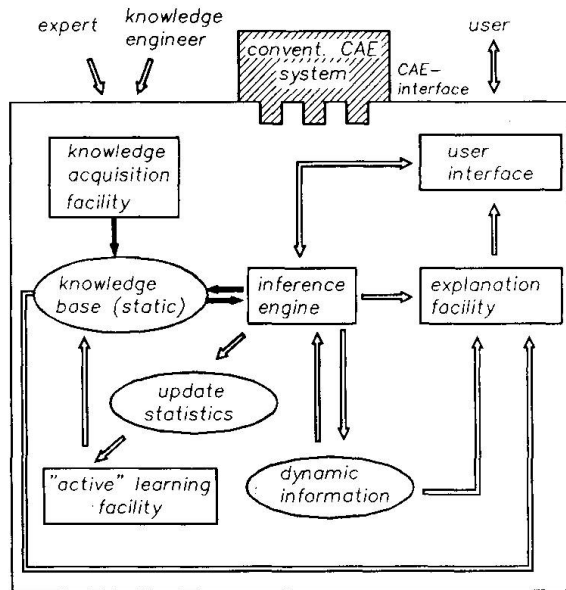 expert
knowledge
engineer
convent. CAE
system
CAE-
interface
user
knowledge
acquisition
facility
user
interface
knowledge
base (static)
inference
engine
explanation
facility
update
statistics
"active" learning
facility
dynamic
information